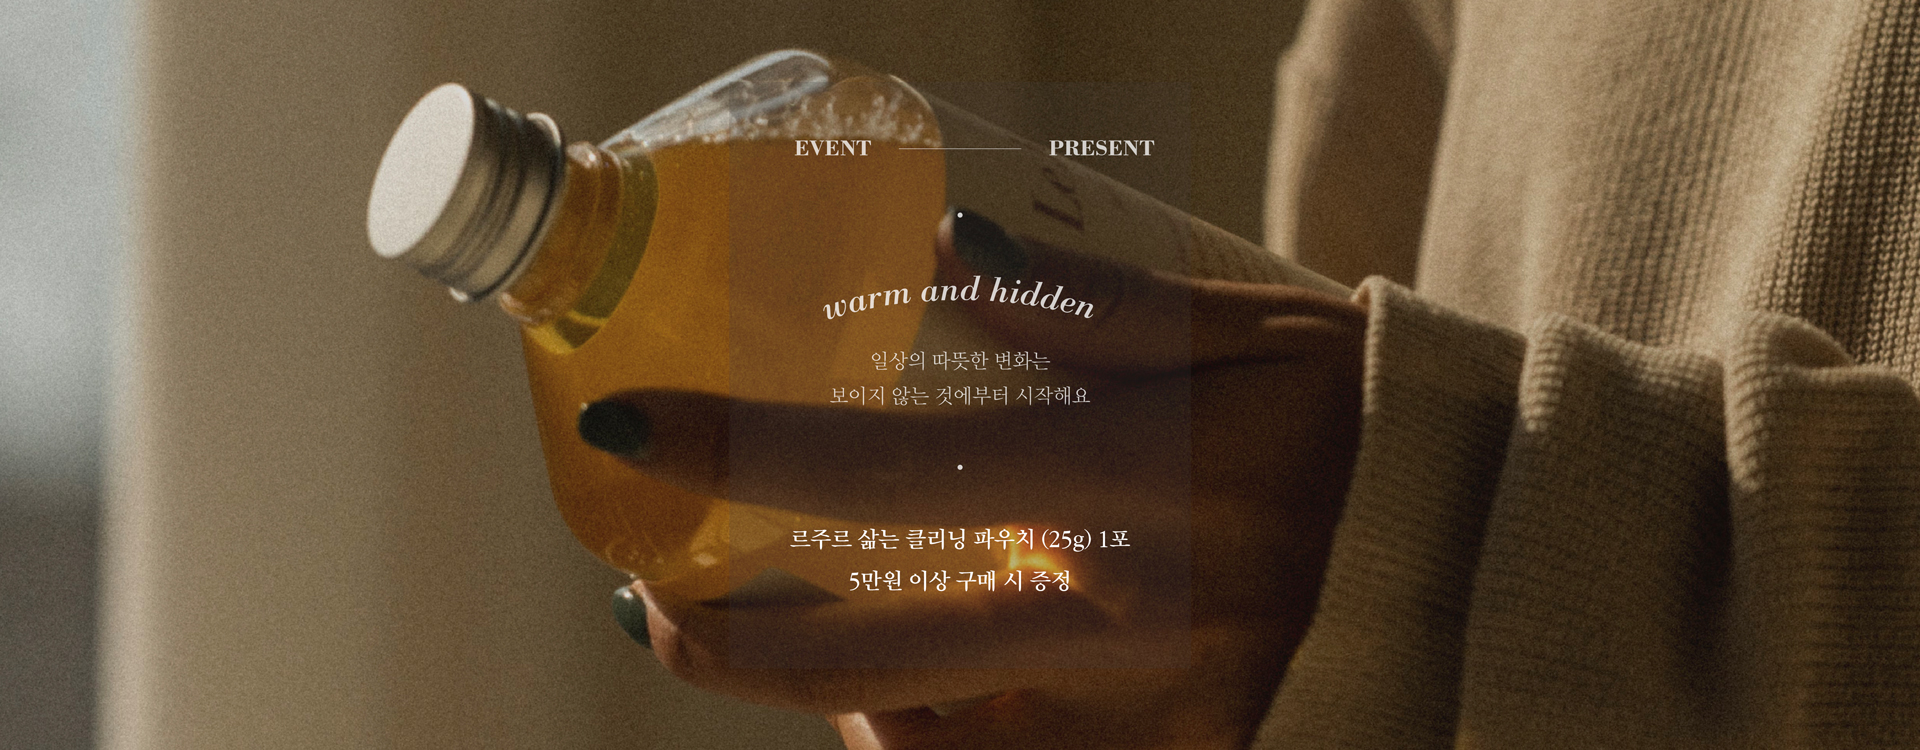 EVENT PRESENT
Le
warm and hidden
일상의 따뜻한 변화는
보이지 않는 것에부터 시작해요
르주르 삶는 클리닝 파우치 (25g) 1포
5만원 이상 구매 시 증정